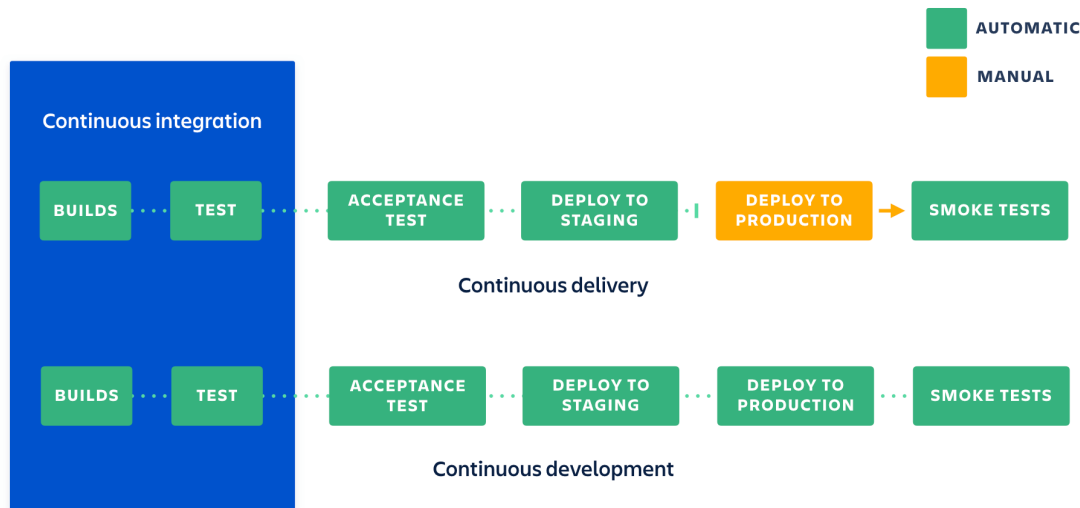 AUTOMATIC
MANUAL
Continuous integration
BUILDS
TEST
ACCEPTANCE
TEST
DEPLOY TO
STAGING
DEPLOY TO
PRODUCTION
SMOKE TESTS
Continuous delivery
BUILDS
TEST
ACCEPTANCE
TEST
DEPLOY TO
STAGING
DEPLOY TO
PRODUCTION
SMOKE TESTS
Continuous development